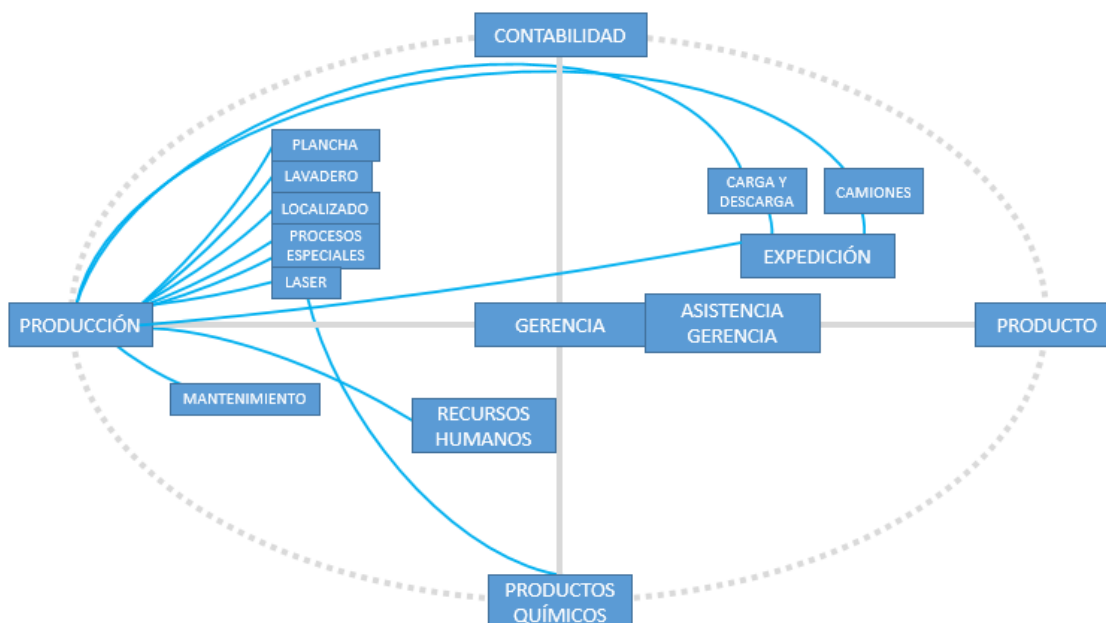 CONTABILIDAD
PLANCHA
LAVADERO
LOCALIZADO
PROCESOS
ESPECIALES
LASER
CARGA Y
DESCARGA
CAMIONES
EXPEDICIÓN
PRODUCCIÓN
GERENCIA
ASISTENCIA
GERENCIA
PRODUCTO
MANTENIMIENTO
RECURSOS
HUMANOS
PRODUCTOS
QUÍMICOS